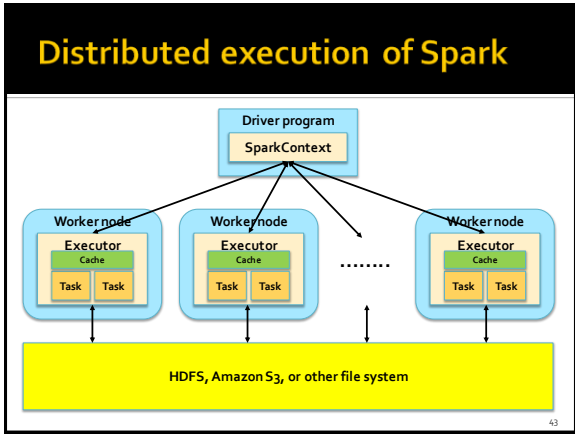 Distributed execution of Spark
Driver program
SparkContext
Worker node
Executor
Cache
Task
Task
Worker node
Executor
Cache
Task
Task
........
Worker node
Executor
Cache
Task
Task
HDFS, Amazon S3, or other file system
43